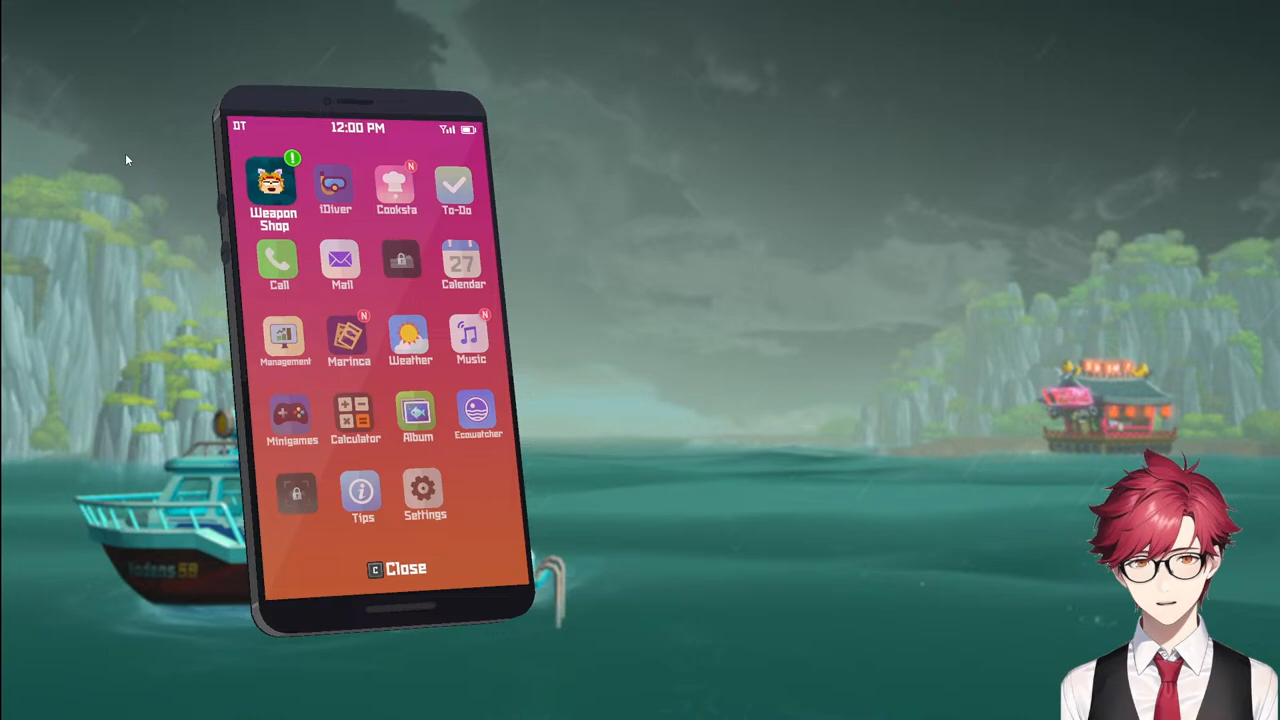 DT
12:00 PM
!
N
Weapon
Shop
iDiver
Cooksta
To-Do
27
Call
Mail
Calendar
N
N
Management
Marinca
Weather
Music
Minigames
Calculator
Album
Ecowatcher
Tips
Settings
C Close